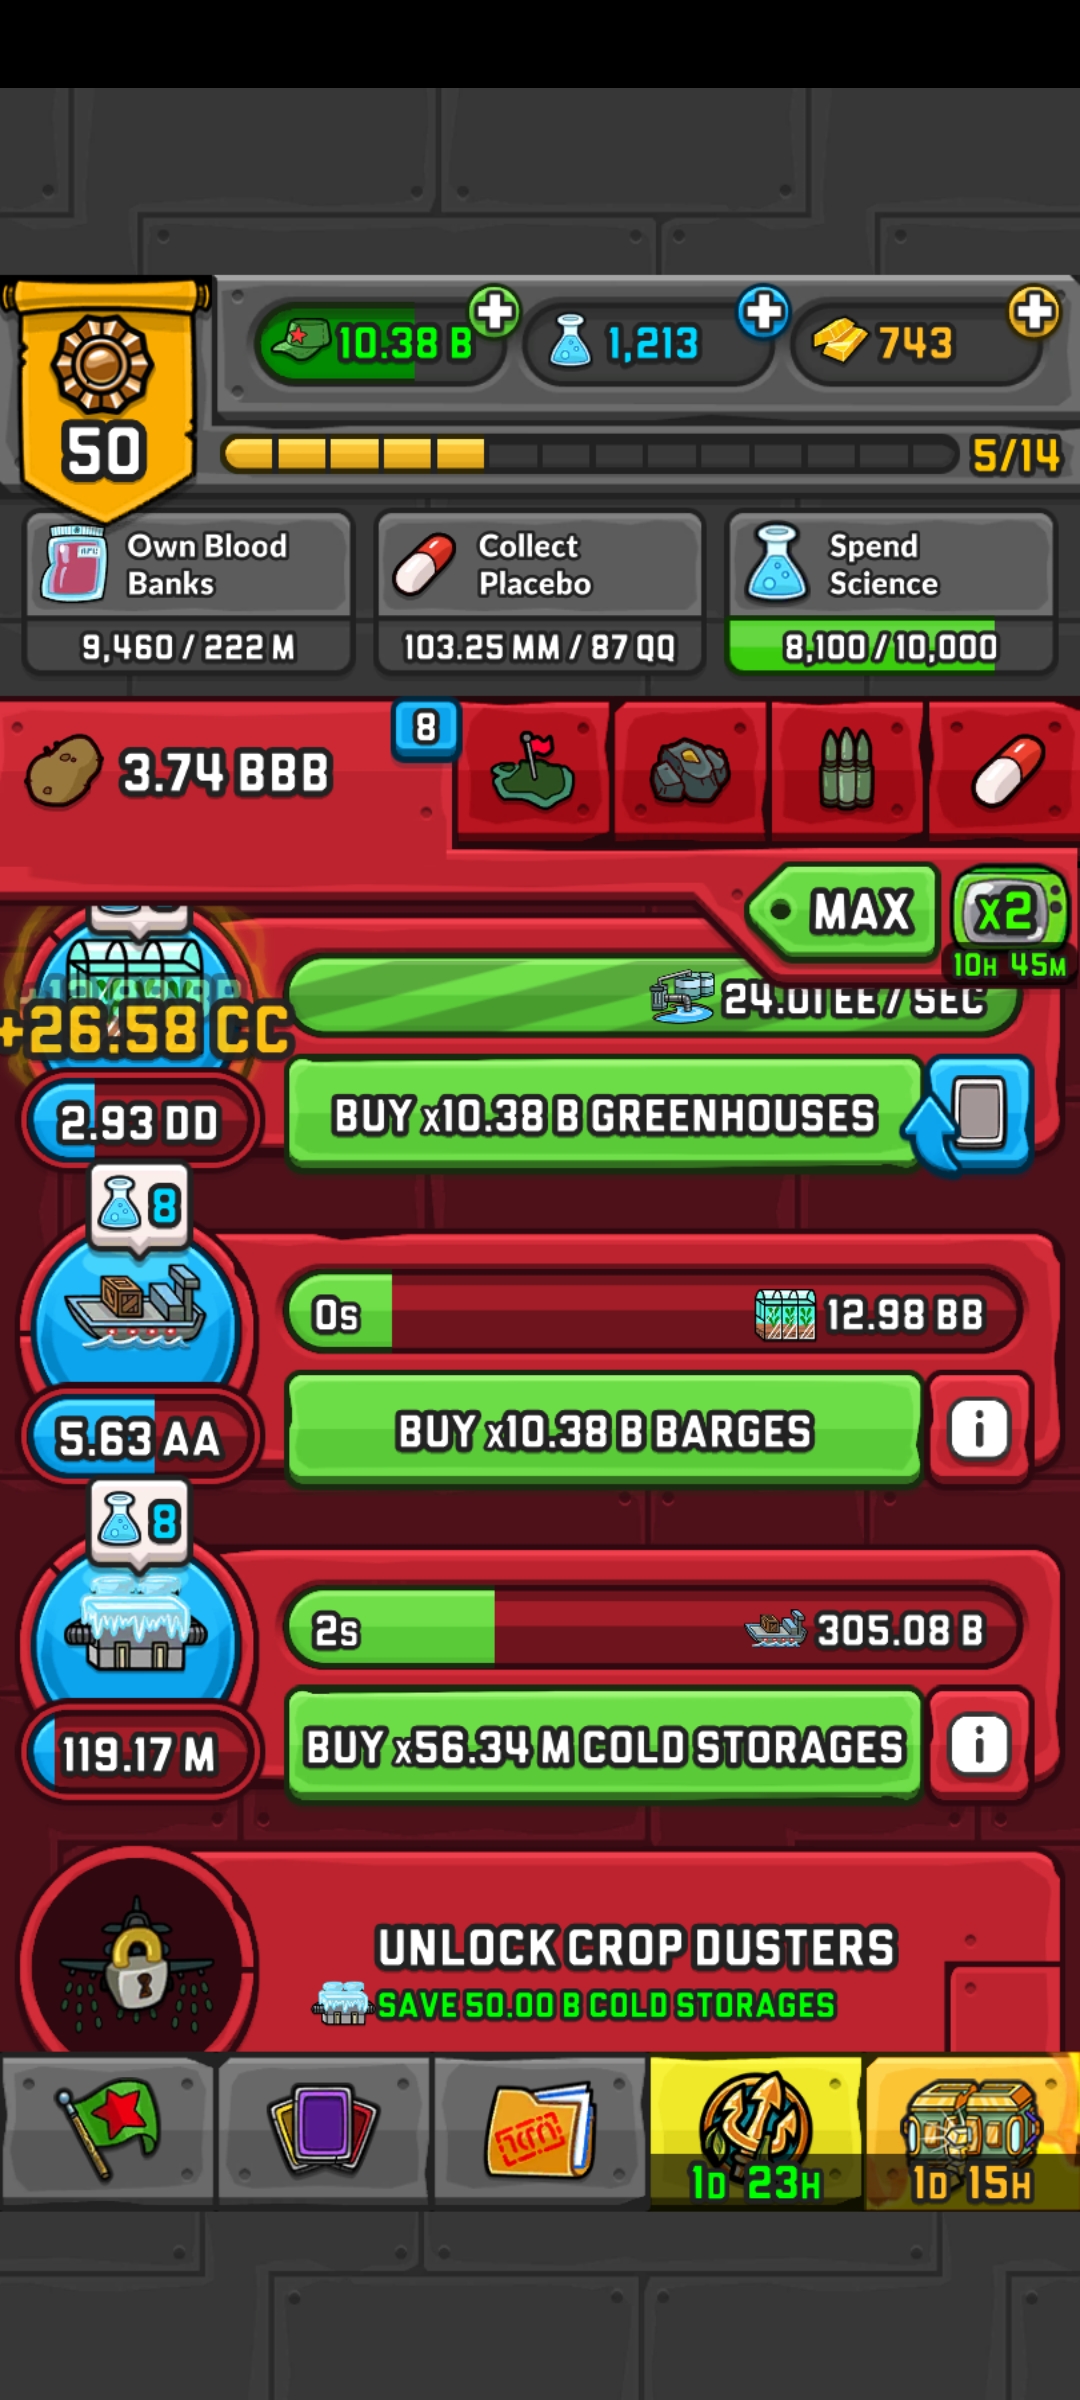 10.38 B
1,213
743
50
5/14
Own Blood
Banks
9,460 / 222 M
Collect
Placebo
103.25 MM / 87 QQ
Spend
Science
8,100 / 10,000
3.74 BBB
8
MAX
x2
10H 45M
24.01 EE / SEC
+26.58 CC
2.93 DD
BUY x10.38 B GREENHOUSES
8
0s
12.98 BB
5.63 AA
BUY x10.38 B BARGES
i
8
2s
305.08 B
119.17 M
BUY x56.34 M COLD STORAGES
i
UNLOCK CROP DUSTERS
SAVE 50.00 B COLD STORAGES
1D 23H
1D 15H